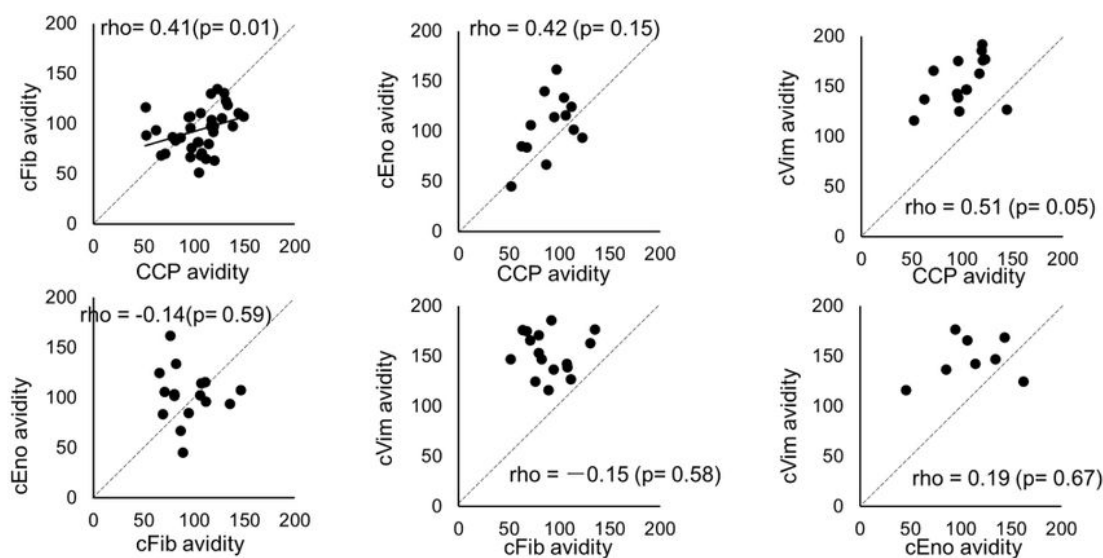 rho= 0.41(p= 0.01)
200
150
100
50
0
cFib avidity
0 50 100 150 200
CCP avidity
rho = 0.42 (p = 0.15)
200
150
100
50
0
cEno avidity
0 50 100 150 200
CCP avidity
200
150
100
50
0
cVim avidity
rho = 0.51 (p= 0.05)
0 50 100 150 200
CCP avidity
200
rho = -0.14(p= 0.59)
150
100
50
0
cEno avidity
0 50 100 150 200
cFib avidity
200
150
100
50
0
cVim avidity
rho = —0.15 (p= 0.58)
0 50 100 150 200
cFib avidity
200
150
100
50
0
cVim avidity
rho = 0.19 (p= 0.67)
0 50 100 150 200
cEno avidity